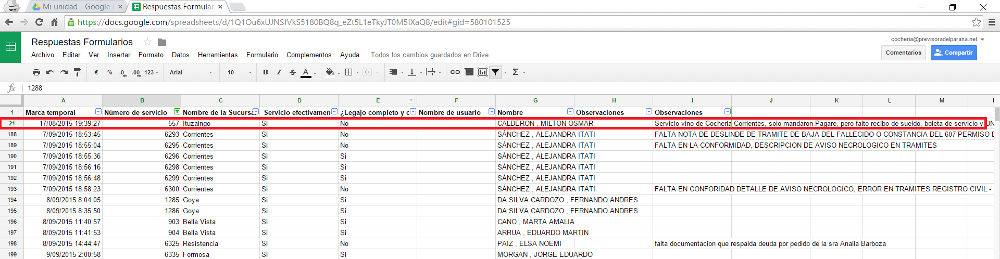 Mi unidad - Google
Respuestas Formular
https://docs.google.com/spreadsheets/d/1Q1Ou6xUJNSfVkS5180BQ8q_eZt5L1eTkyJT0M5IXaQ8/edit#gid=580101525
Respuestas Formularios
cocheria@previsoradelparana.net
Archivo Editar Ver Insertar Formato Datos Herramientas Formulario Complementos Ayuda Todos los cambios guardados en Drive
Comentarios Compartir
€ % .0 .00 123 Arial 10 B I S A Σ
fx 1288
A B C D E F G H I J K L M
1 Marca temporal Número de servicio Nombre de la Sucursa Servicio efectivamen ¿Legajo completo y c Nombre de usuario Nombre Observaciones Observaciones
21 17/08/2015 19:39:27 557 Ituzaingo Si No CALDERON , MILTON OSMAR Servicio vino de Cocheria Corrientes, solo mandaron Pagare, pero falto recibo de sueldo, boleta de servicio y DN
188 7/09/2015 18:53:45 6293 Corrientes Si No SÁNCHEZ , ALEJANDRA ITATI FALTA NOTA DE DESLINDE DE TRAMITE DE BAJA DEL FALLECIDO O CONSTANCIA DEL 607 PERMISO D
189 7/09/2015 18:55:04 6295 Corrientes Si No SÁNCHEZ , ALEJANDRA ITATI FALTA EN LA CONFORMIDAD, DESCRIPCION DE AVISO NECROLOGICO EN TRAMITES
190 7/09/2015 18:55:36 6296 Corrientes Si Si SÁNCHEZ , ALEJANDRA ITATI
191 7/09/2015 18:56:16 6298 Corrientes Si Si SÁNCHEZ , ALEJANDRA ITATI
192 7/09/2015 18:56:48 6299 Corrientes Si Si SÁNCHEZ , ALEJANDRA ITATI
193 7/09/2015 18:58:23 6300 Corrientes Si No SÁNCHEZ , ALEJANDRA ITATI FALTA EN CONFORIDAD DETALLE DE AVISO NECROLOGICO; ERROR EN TRAMITES REGISTRO CIVIL.-
194 8/09/2015 8:04:05 1285 Goya Si Si DA SILVA CARDOZO , FERNANDO ANDRES
195 8/09/2015 8:35:50 1286 Goya Si Si DA SILVA CARDOZO , FERNANDO ANDRES
196 8/09/2015 11:40:57 903 Bella Vista Si Si CANO , MARTA AMALIA
197 8/09/2015 11:41:53 904 Bella Vista Si Si ARRUA , EDUARDO MARTIN
198 8/09/2015 14:44:47 6325 Resistencia Si No PAIZ , ELSA NOEMI falta documentacion que respalda deuda por pedido de la sra Analia Barboza
199 9/09/2015 2:00:58 6335 Formosa Si Si MORGAN , JORGE EDUARDO